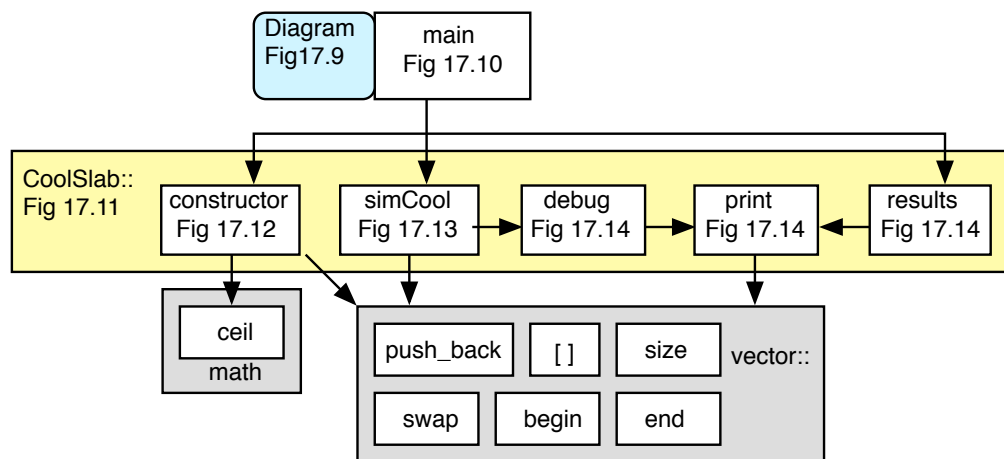 Diagram
Fig17.9
main
Fig 17.10
CoolSlab::
Fig 17.11
constructor
Fig 17.12
simCool
Fig 17.13
debug
Fig 17.14
print
Fig 17.14
results
Fig 17.14
ceil
math
push_back
[ ]
size
vector::
swap
begin
end